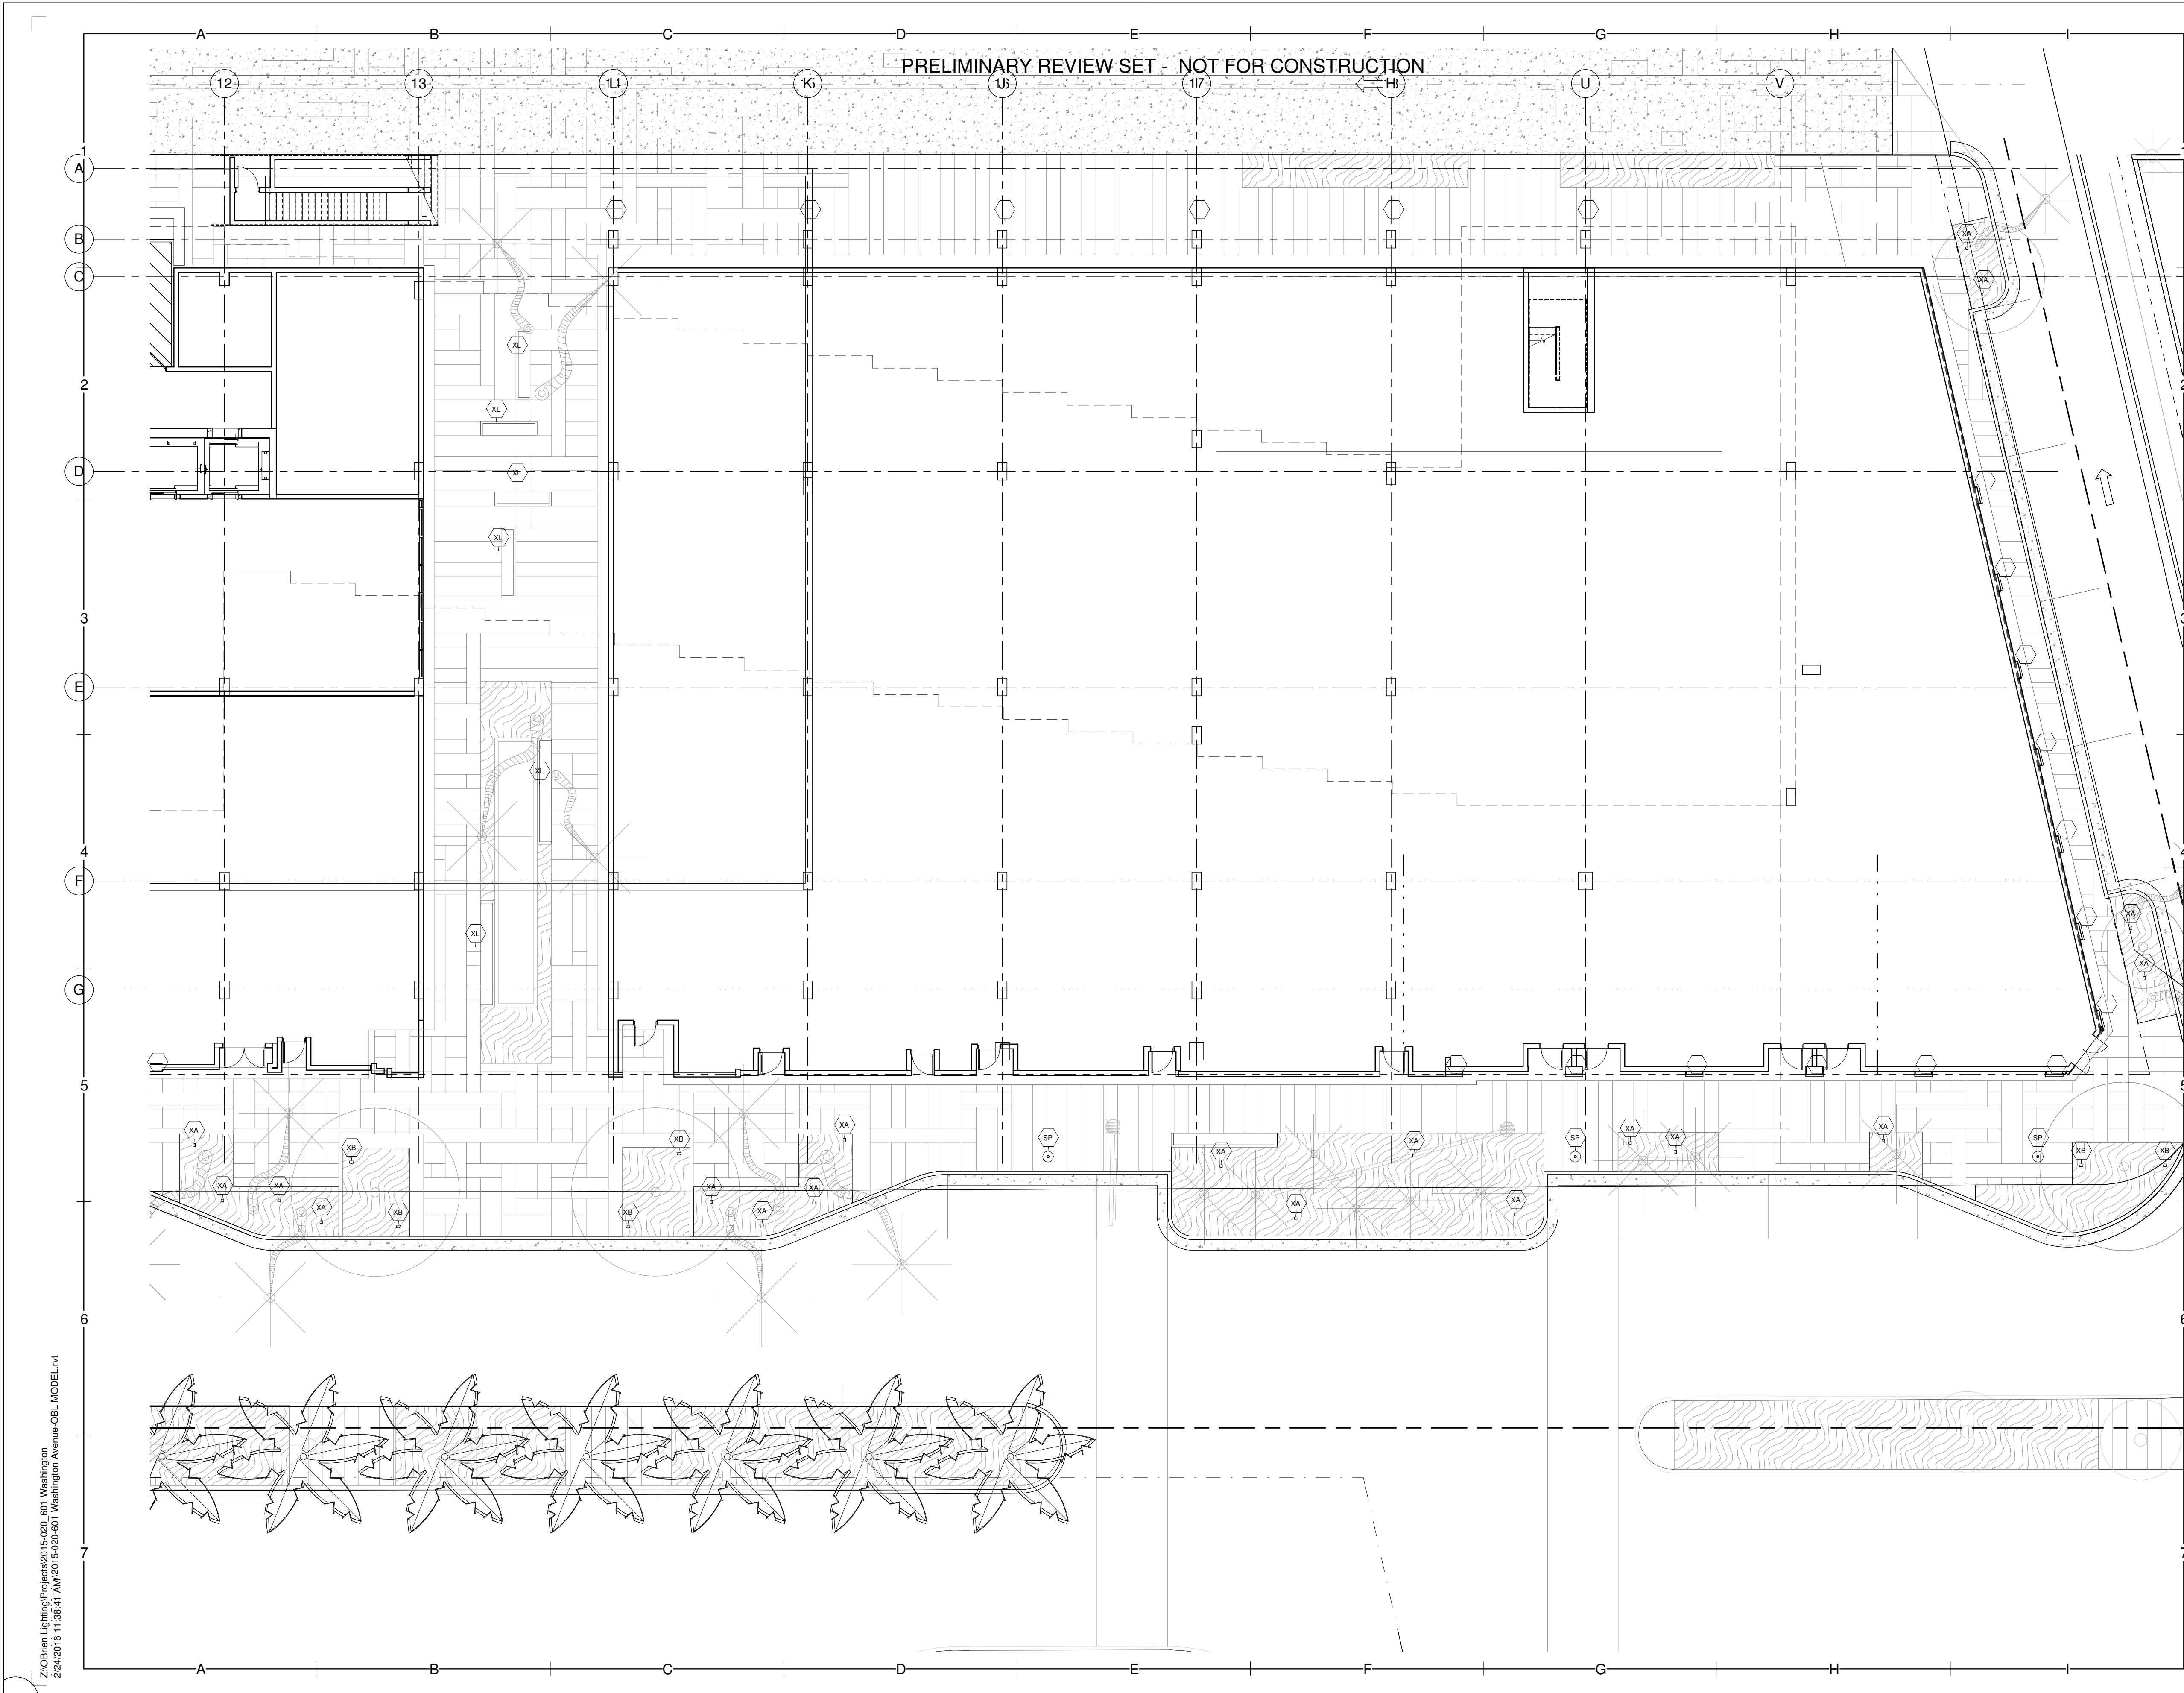 A B C D E F G H I
PRELIMINARY REVIEW SET - NOT FOR CONSTRUCTION
12 13 U V
1
A
B
XA
C
XA
XL
2
XL
D
XL
XL
3
E
XL
4
F
XA
XL
XA
G
5
XA XB XB XA SP XA XA SP XA XA XA SP XB XB
XA XA XA XA
XA XB XB XA XA XA
6
7
A B C D E F G H I
Z:\OBrien Lighting\Projects\2015-020_601 Washington
2/24/2016 11:38:41 AM\2015-020-601 Washington Avenue-OBL MODEL.rvt